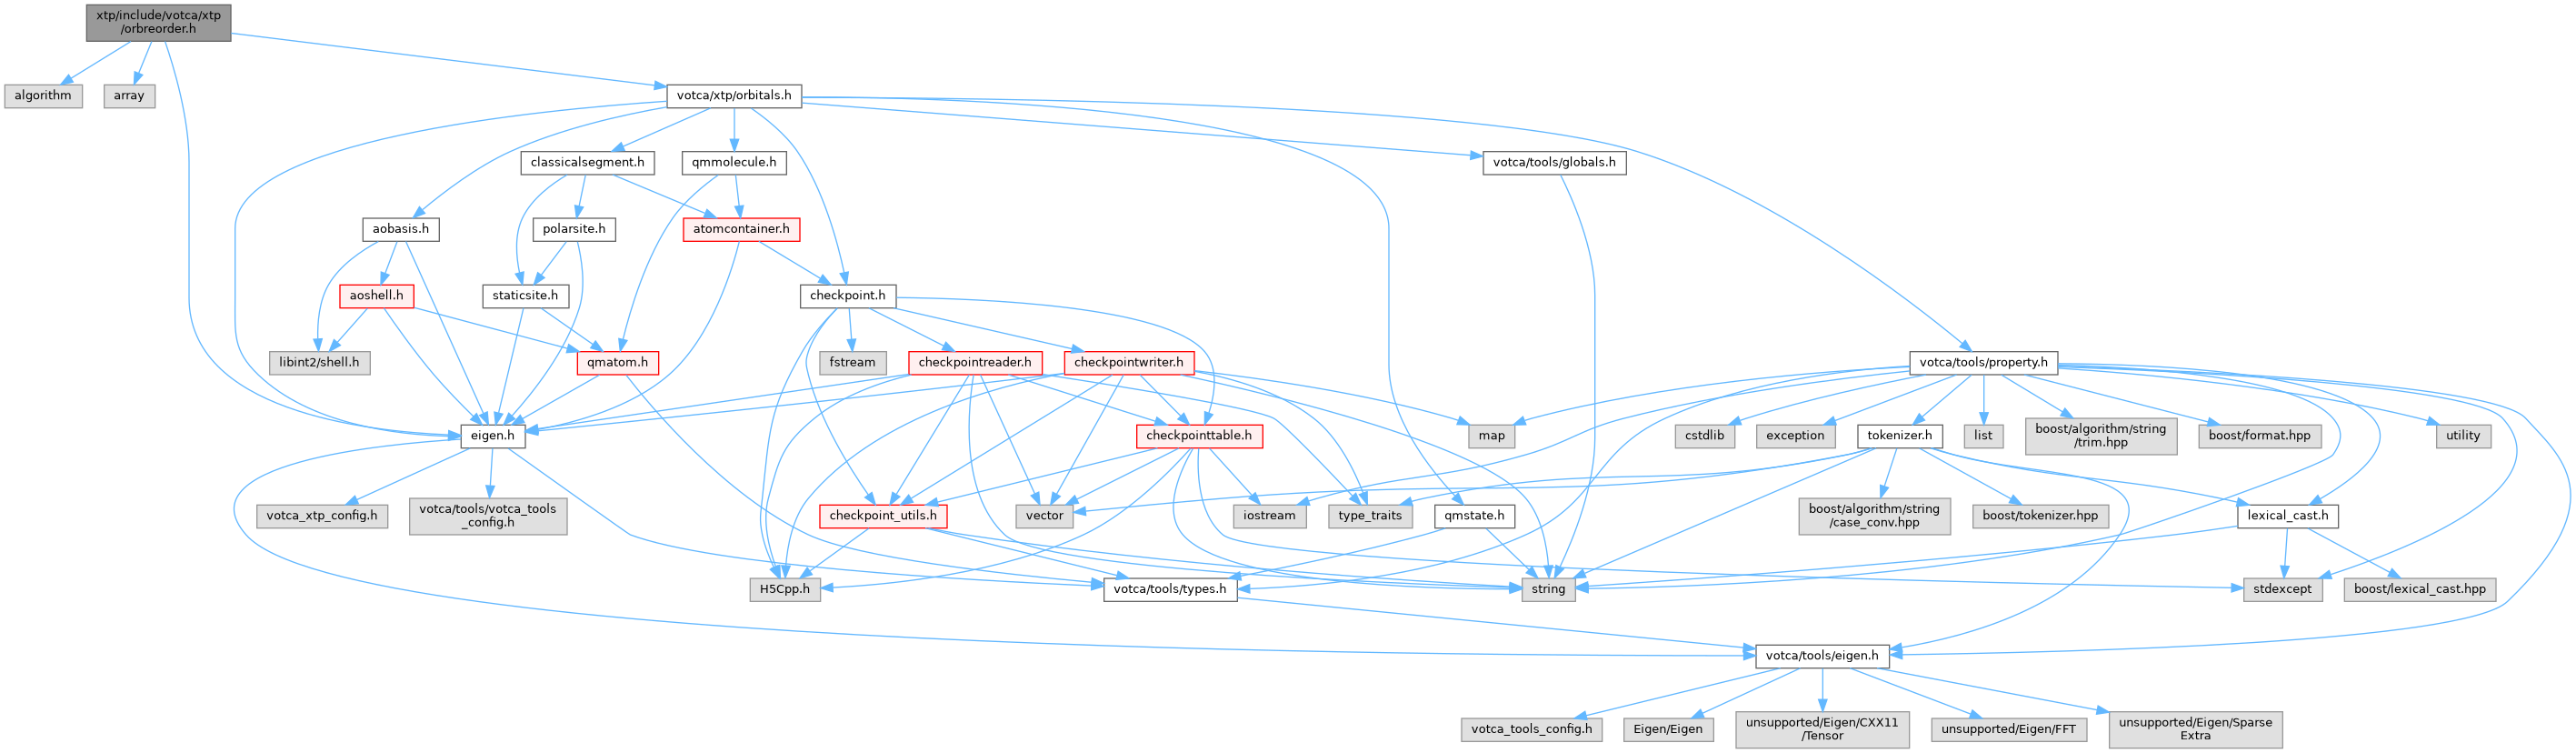 xtp/include/votca/xtp
/orbreorder.h
algorithm
array
votca/xtp/orbitals.h
classicalsegment.h
qmmolecule.h
votca/tools/globals.h
aobasis.h
polarsite.h
atomcontainer.h
aoshell.h
staticsite.h
checkpoint.h
libint2/shell.h
qmatom.h
fstream
checkpointreader.h
checkpointwriter.h
votca/tools/property.h
eigen.h
checkpointtable.h
map
cstdlib
exception
tokenizer.h
list
boost/algorithm/string
/trim.hpp
boost/format.hpp
utility
votca_xtp_config.h
votca/tools/votca_tools
_config.h
checkpoint_utils.h
vector
iostream
type_traits
qmstate.h
boost/algorithm/string
/case_conv.hpp
boost/tokenizer.hpp
lexical_cast.h
H5Cpp.h
votca/tools/types.h
string
stdexcept
boost/lexical_cast.hpp
votca/tools/eigen.h
votca_tools_config.h
Eigen/Eigen
unsupported/Eigen/CXX11
/Tensor
unsupported/Eigen/FFT
unsupported/Eigen/Sparse
Extra